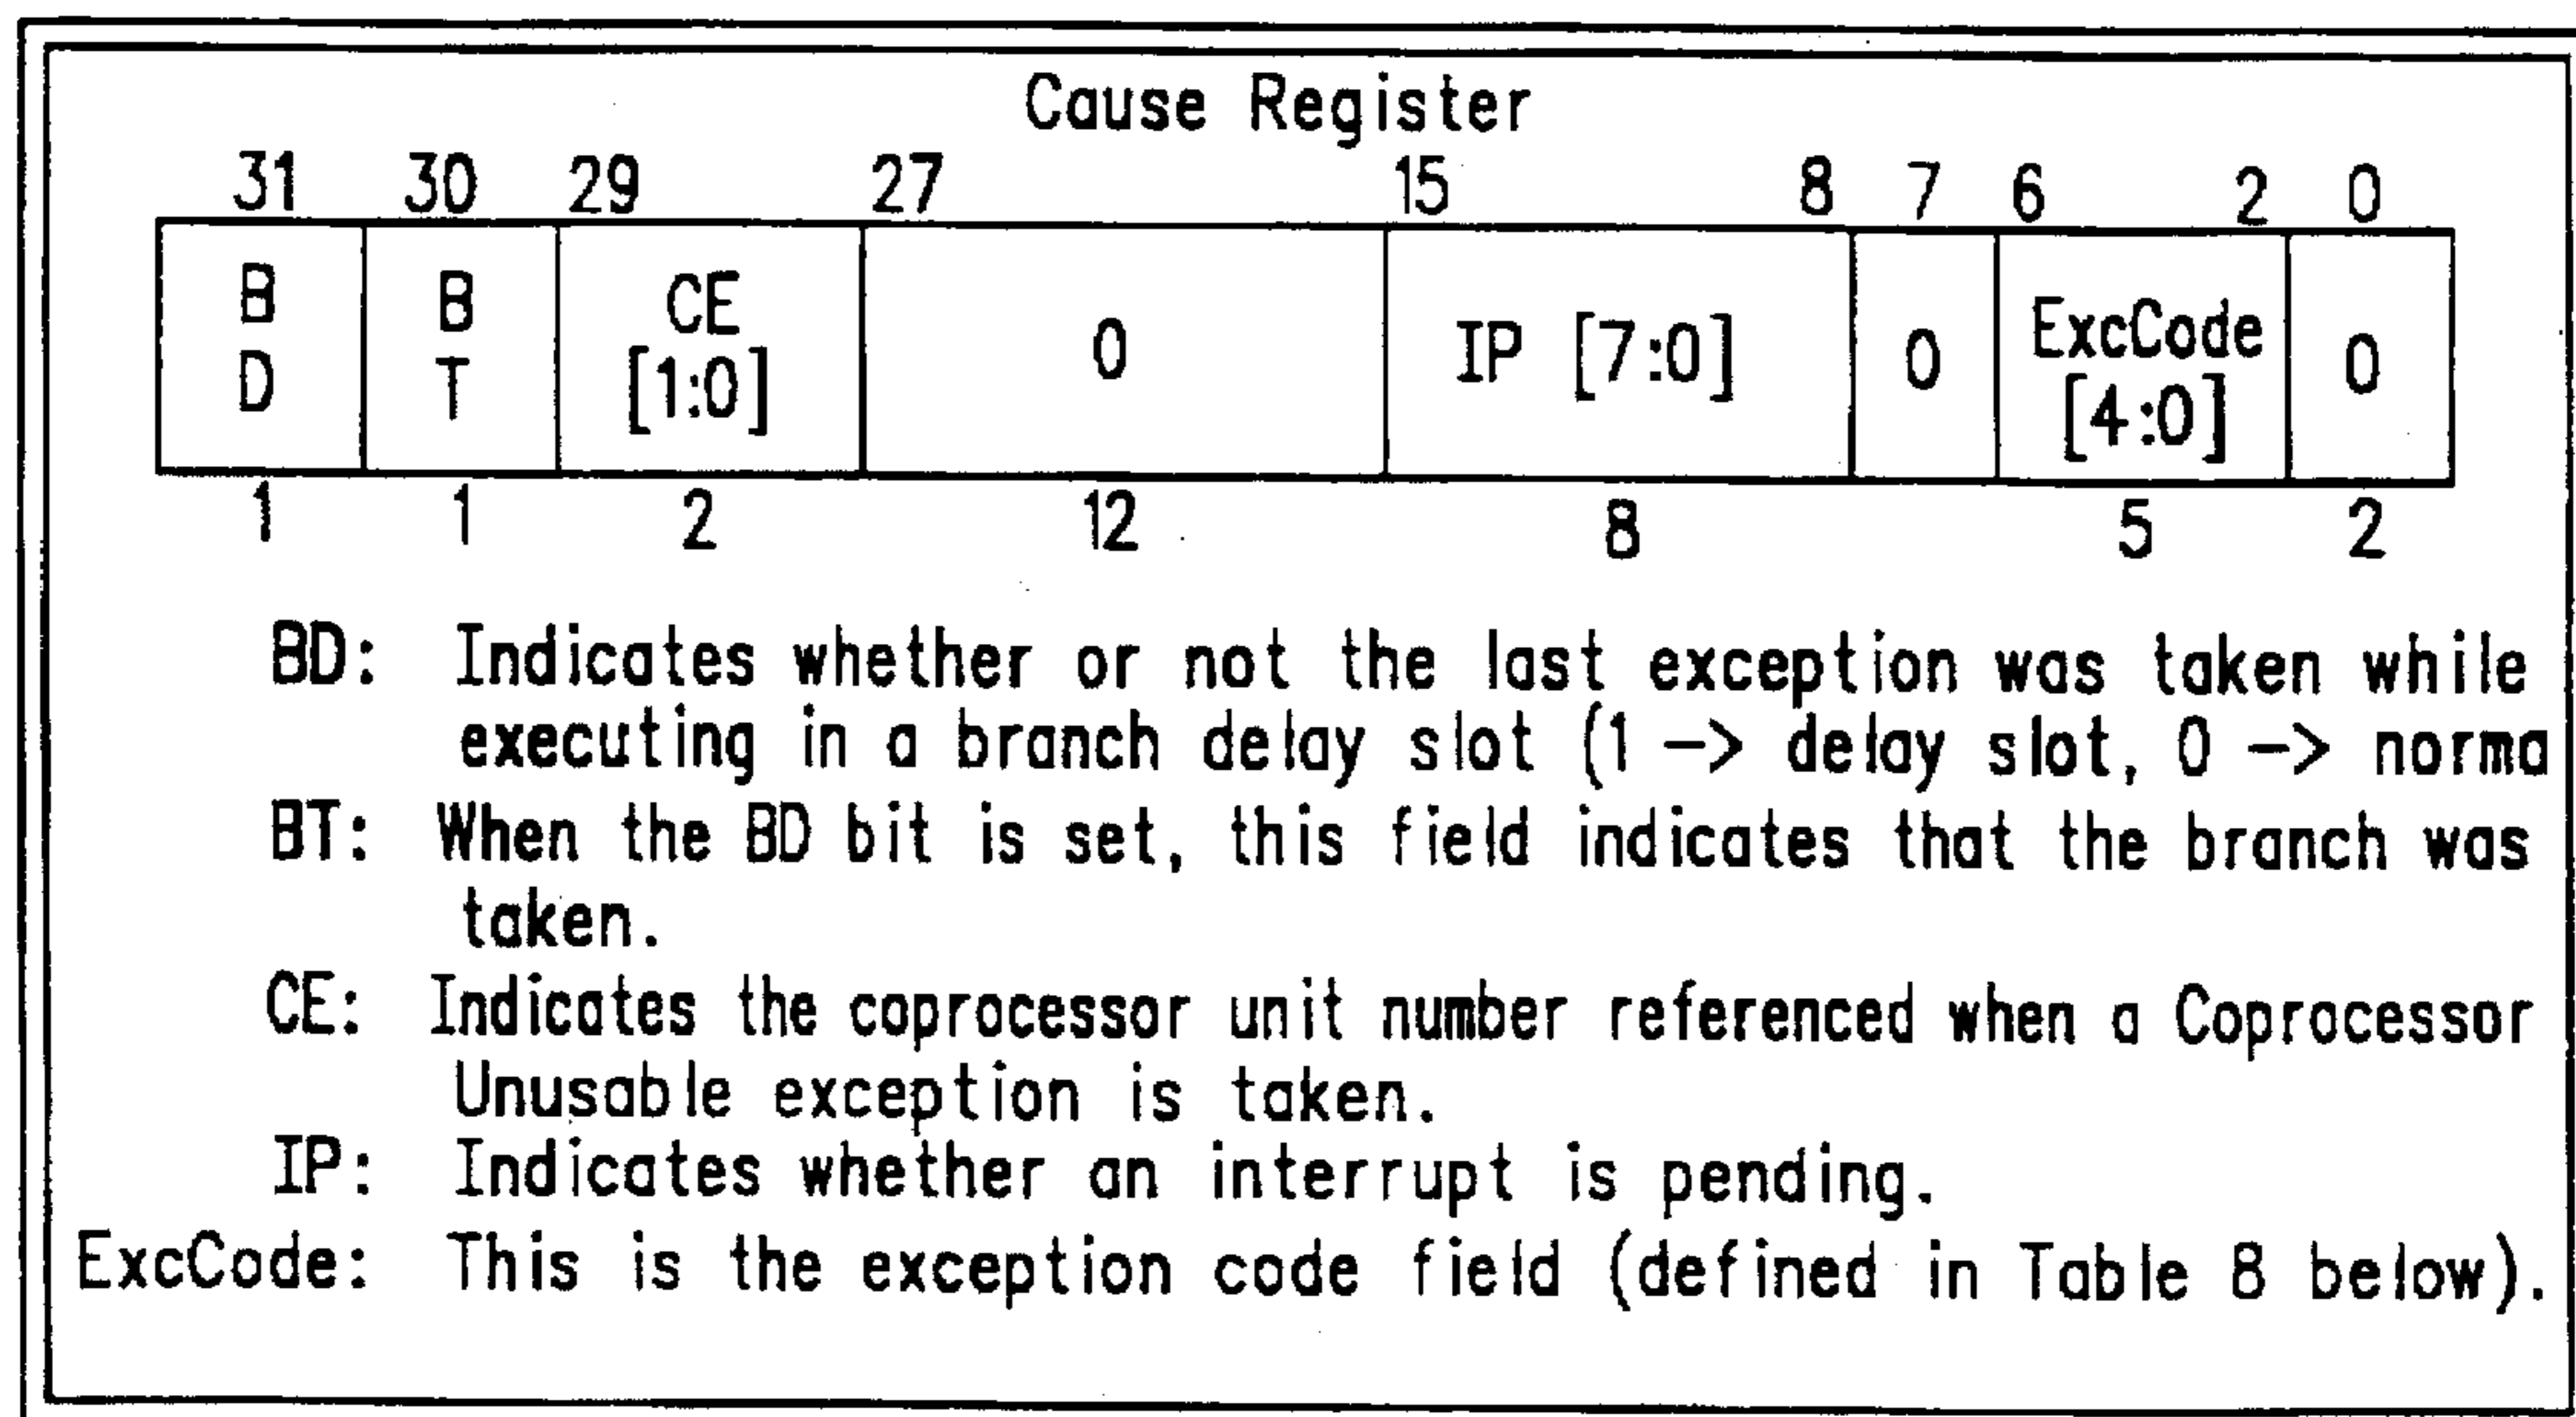 Cause Register
31 30 29 27 15 8 7 6 2 0
B D B T CE [1:0] 0 IP [7:0] 0 ExcCode [4:0] 0
1 1 2 12 8 5 2
BD: Indicates whether or not the last exception was taken while
executing in a branch delay slot (1 -> delay slot, 0 -> norma
BT: When the BD bit is set, this field indicates that the branch was
taken.
CE: Indicates the coprocessor unit number referenced when a Coprocessor
Unusable exception is taken.
IP: Indicates whether an interrupt is pending.
ExcCode: This is the exception code field (defined in Table 8 below).